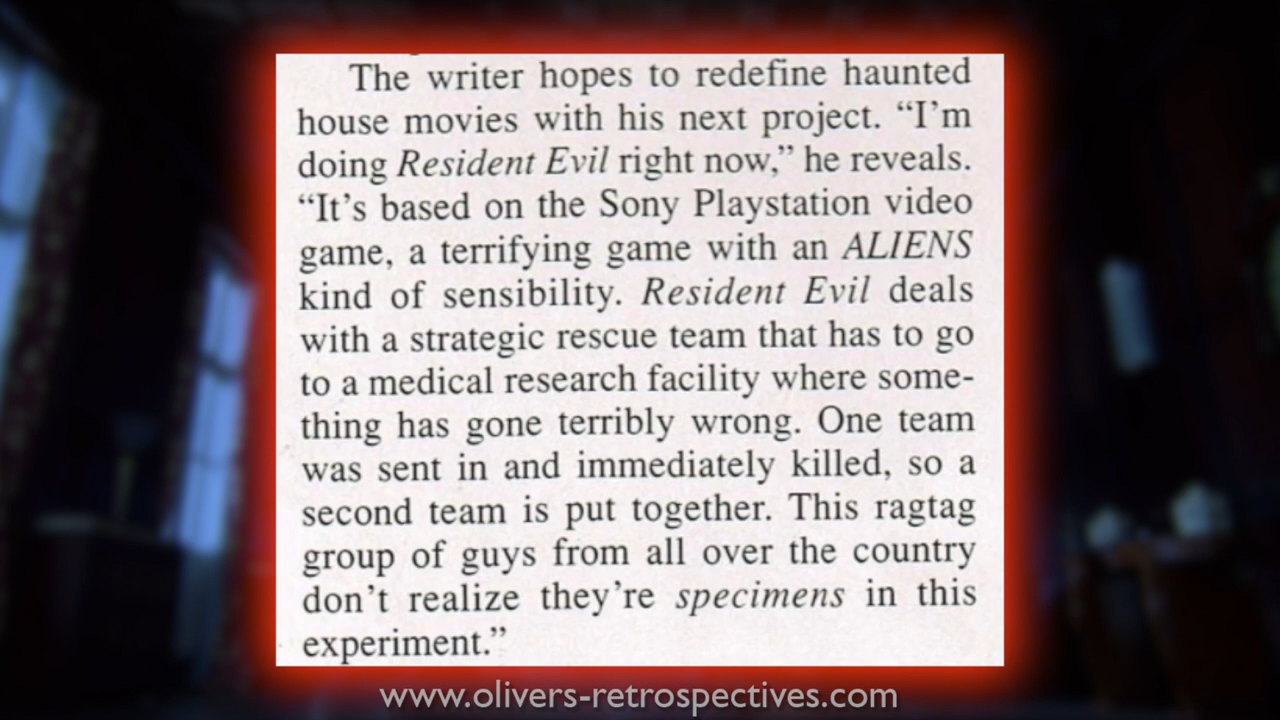 The writer hopes to redefine haunted
house movies with his next project. “I’m
doing Resident Evil right now,” he reveals.
“It’s based on the Sony Playstation video
game, a terrifying game with an ALIENS
kind of sensibility. Resident Evil deals
with a strategic rescue team that has to go
to a medical research facility where some-
thing has gone terribly wrong. One team
was sent in and immediately killed, so a
second team is put together. This ragtag
group of guys from all over the country
don’t realize they’re specimens in this
experiment.”
www.olivers-retrospectives.com